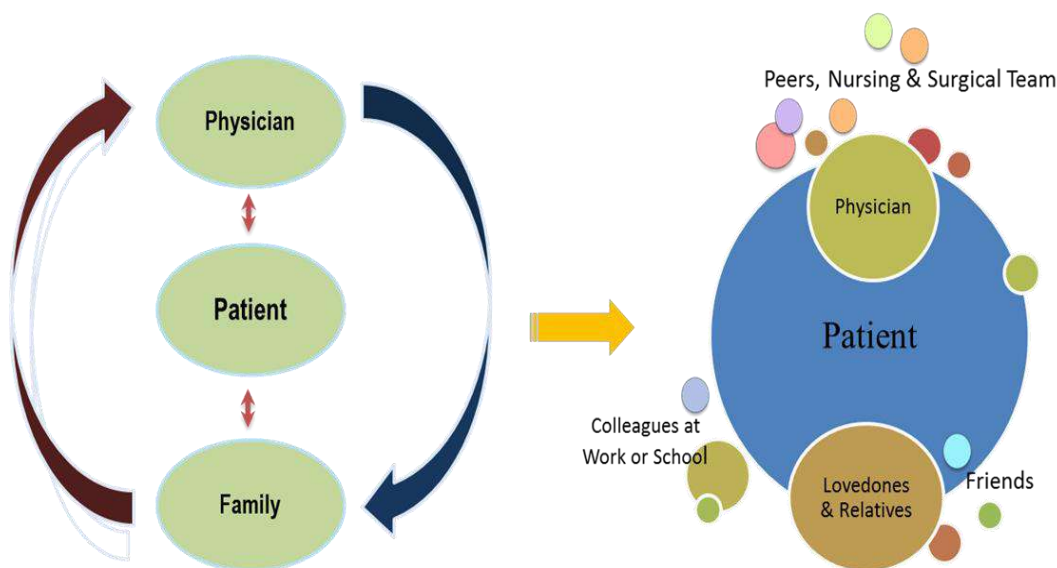 Physician
Patient
Family
Peers, Nursing & Surgical Team
Physician
Patient
Colleagues at
Work or School
Lovedones
& Relatives
Friends